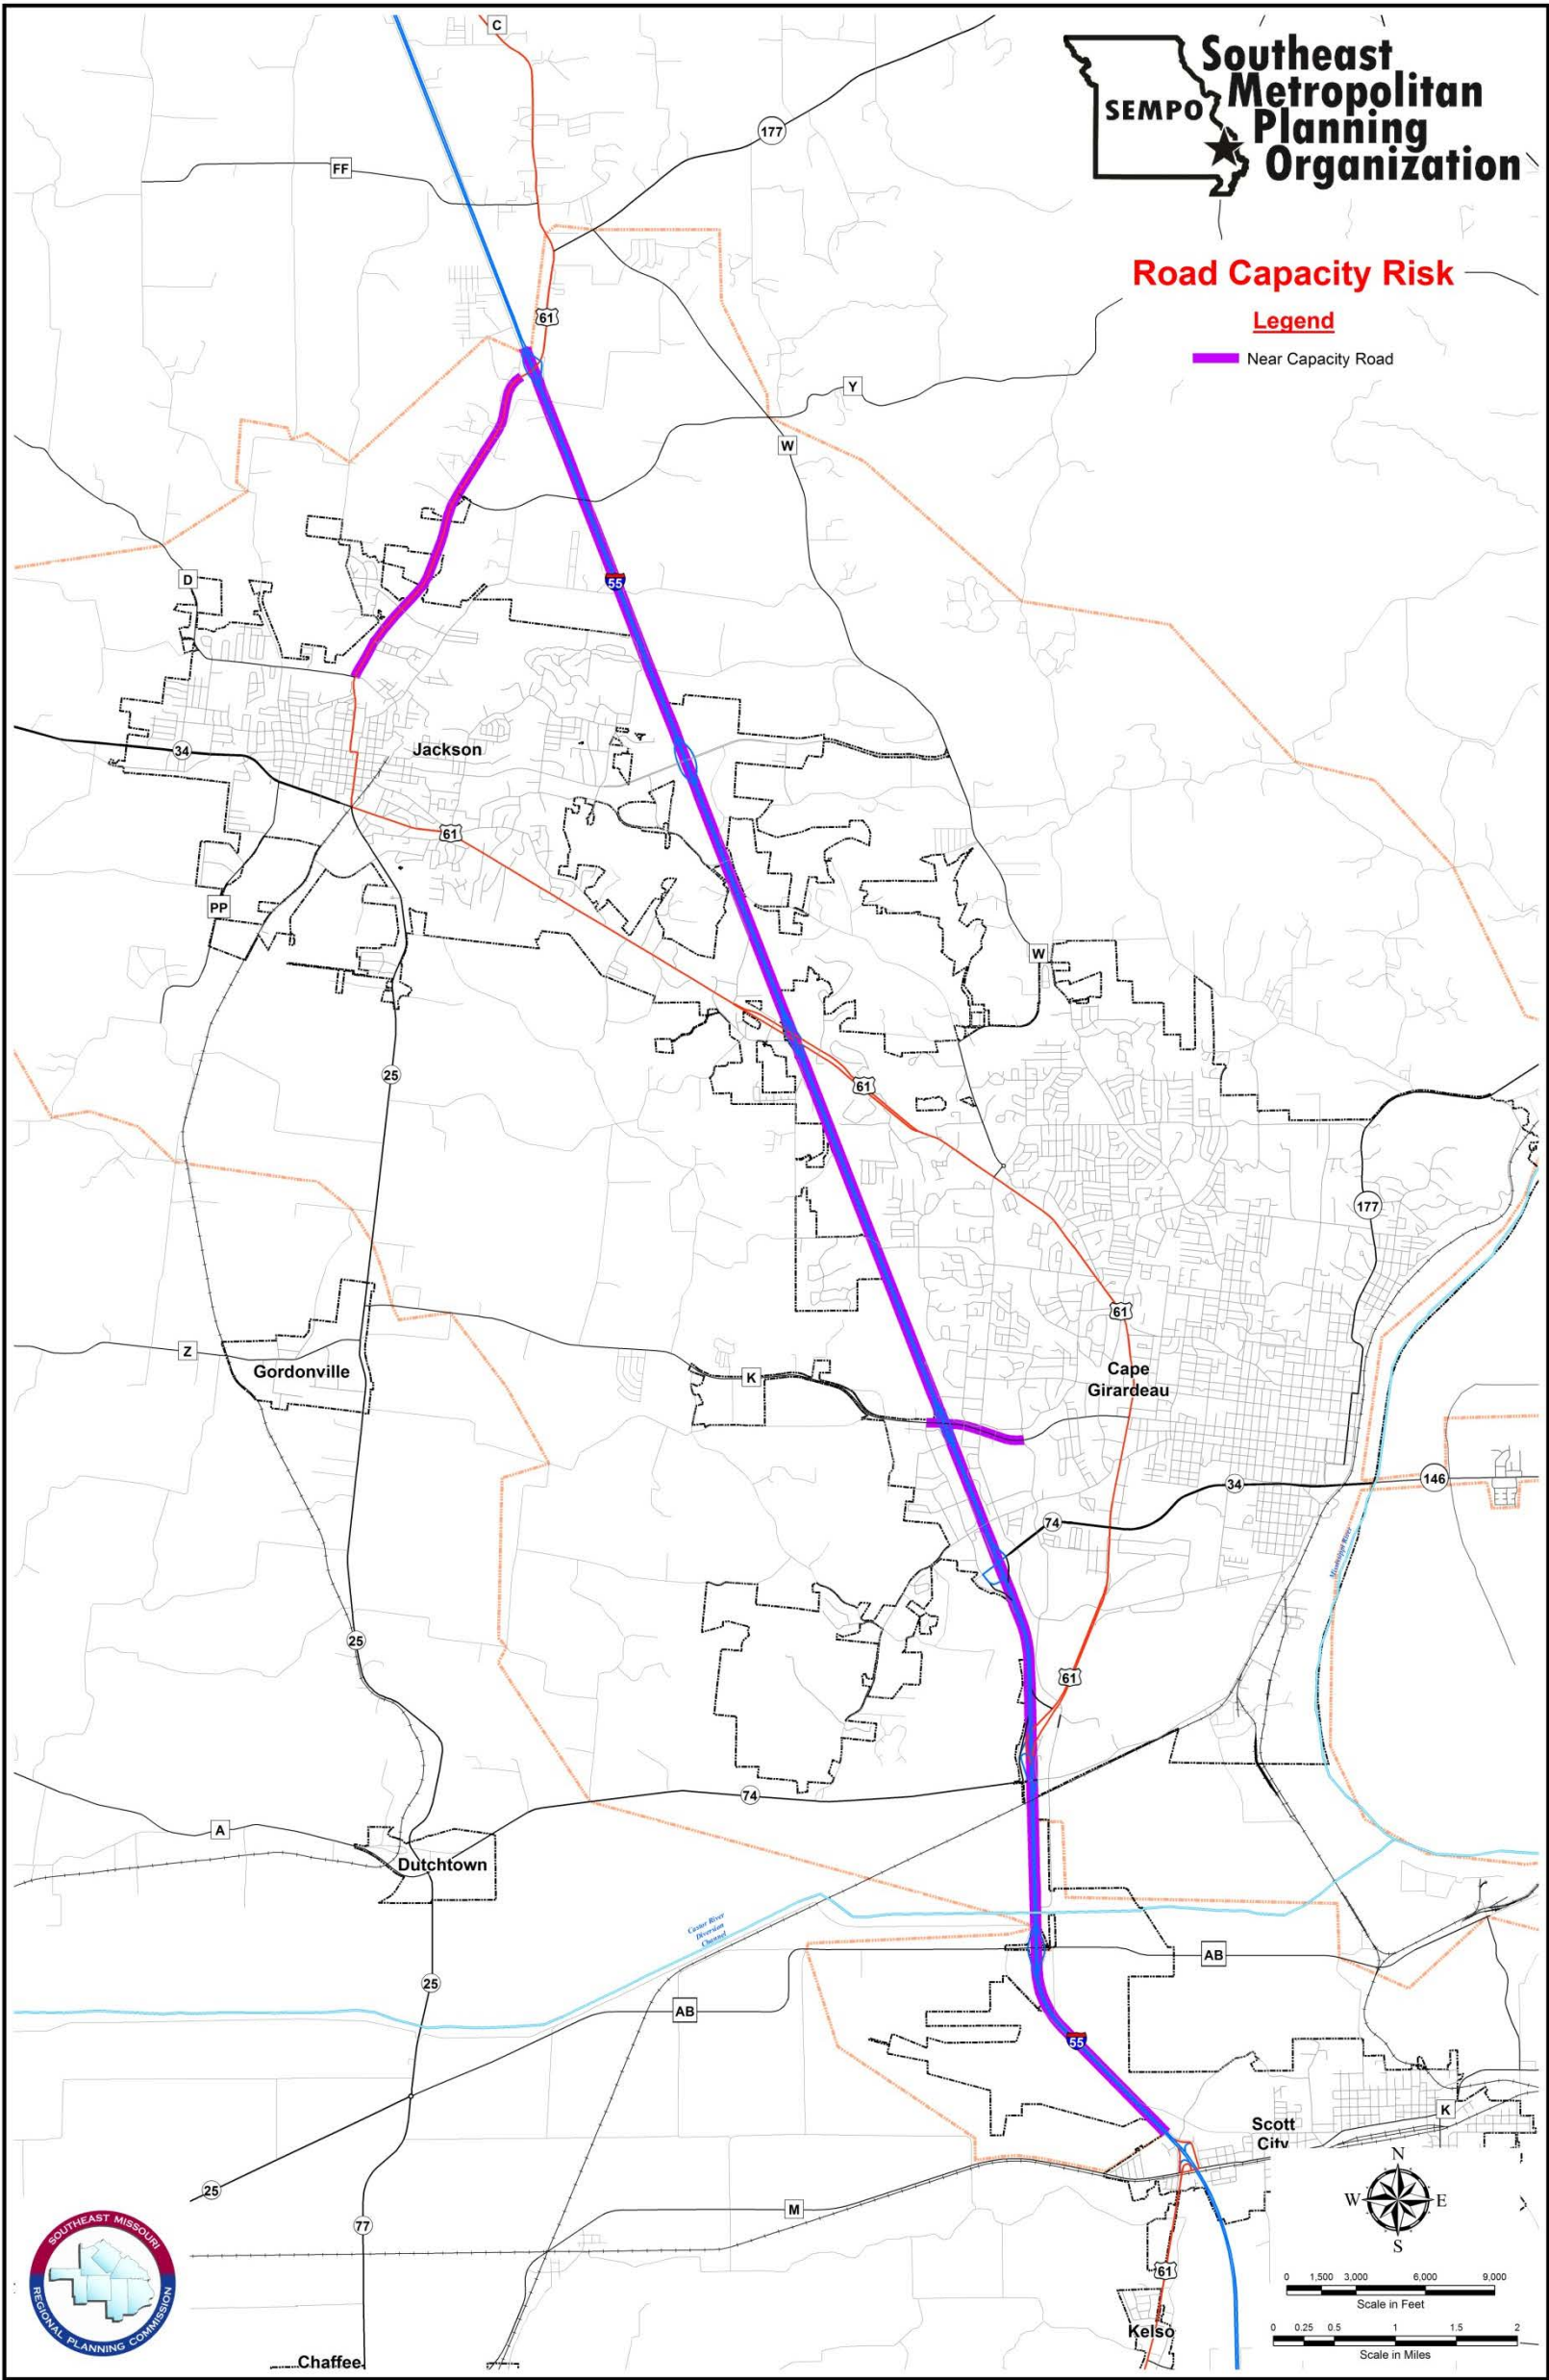 C
Southeast
Metropolitan
SEMPO
Planning
Organization
177
FF
Road Capacity Risk
61
Legend
Near Capacity Road
Y
W
55
D
34
Jackson
61
PP
W
25
61
177
61
Z
Gordonville
K
Cape
Girardeau
34
146
74
Mississippi River
25
61
74
A
Dutchtown
Castor River
Diversion
Channel
AB
25
AB
55
K
Scott
City
N
W
E
S
25
M
77
SOUTHEAST MISSOURI
REGIONAL PLANNING COMMISSION
61
0 1,500 3,000 6,000 9,000
Scale in Feet
0 0.25 0.5 1 1.5 2
Scale in Miles
Kelso
Chaffee